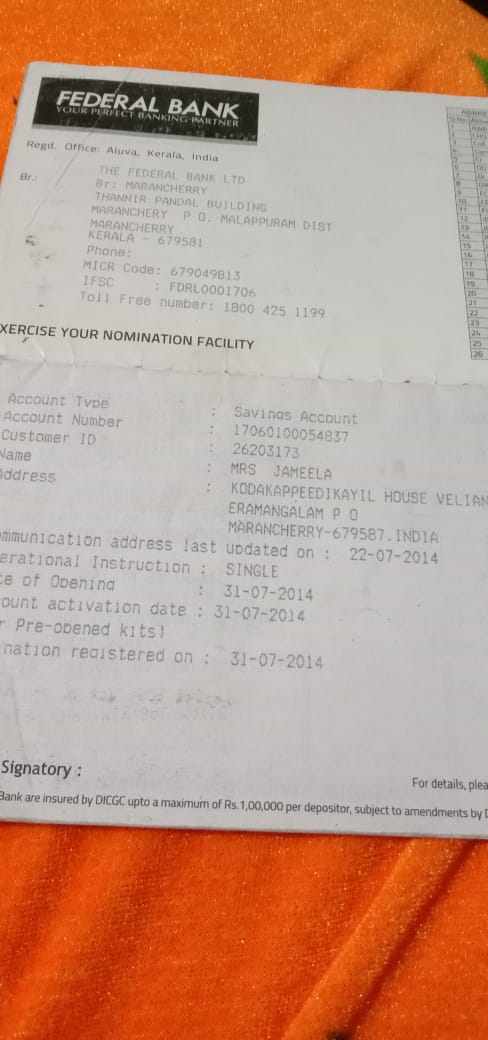 FEDERAL BANK
YOUR PERFECT BANKING PARTNER
Regd. Office: Aluva, Kerala, India
Br.: THE FEDERAL BANK LTD
Br: MARANCHERRY
THANNIR PANDAL BUILDING
MARANCHERY P O. MALAPPURAM DIST
MARANCHERRY
KERALA - 679581
Phone:
MICR Code: 679049813
IFSC : FDRL0001706
Toll Free number: 1800 425 1199
XERCISE YOUR NOMINATION FACILITY
Account Type : Savings Account
Account Number : 17060100054837
Customer ID : 26203173
Name : MRS JAMEELA
Address : KODAKAPPEEDIKAYIL HOUSE VELIAN
ERAMANGALAM P O
MARANCHERRY-679587.INDIA
mmunication address last updated on : 22-07-2014
erational Instruction : SINGLE
te of Opening : 31-07-2014
ount activation date : 31-07-2014
r Pre-opened kits)
nation registered on : 31-07-2014
Signatory :
For details, plea
Bank are insured by DICGC upto a maximum of Rs.1,00,000 per depositor, subject to amendments by D